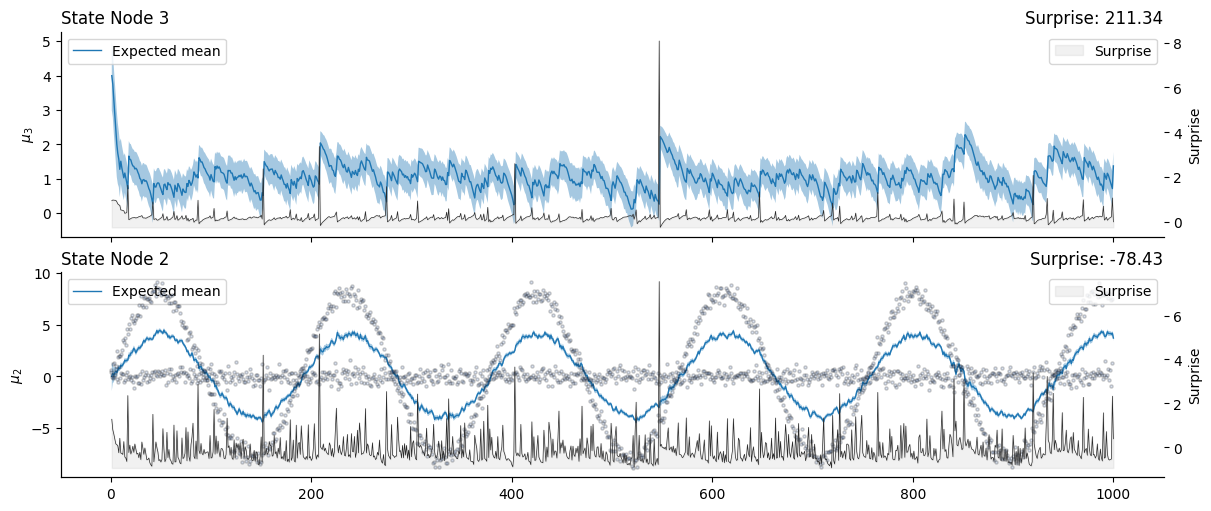 State Node 3
Surprise: 211.34
Expected mean
Surprise
5
4
3
2
1
0
μ3
8
6
4
2
0
Surprise
State Node 2
Surprise: -78.43
Expected mean
Surprise
10
5
0
−5
μ2
6
4
2
0
Surprise
0
200
400
600
800
1000